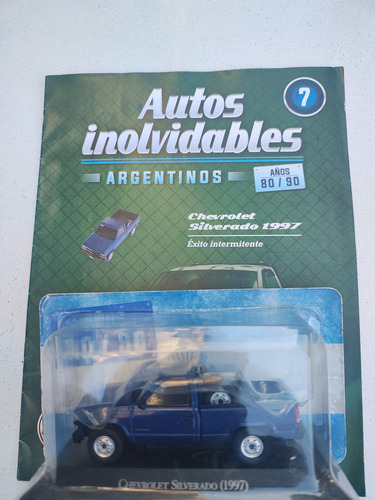 7
Autos
inolvidables
ARGENTINOS
AÑOS
80/90
Chevrolet
Silverado 1997
Éxito intermitente
CHEVROLET SILVERADO (1997)